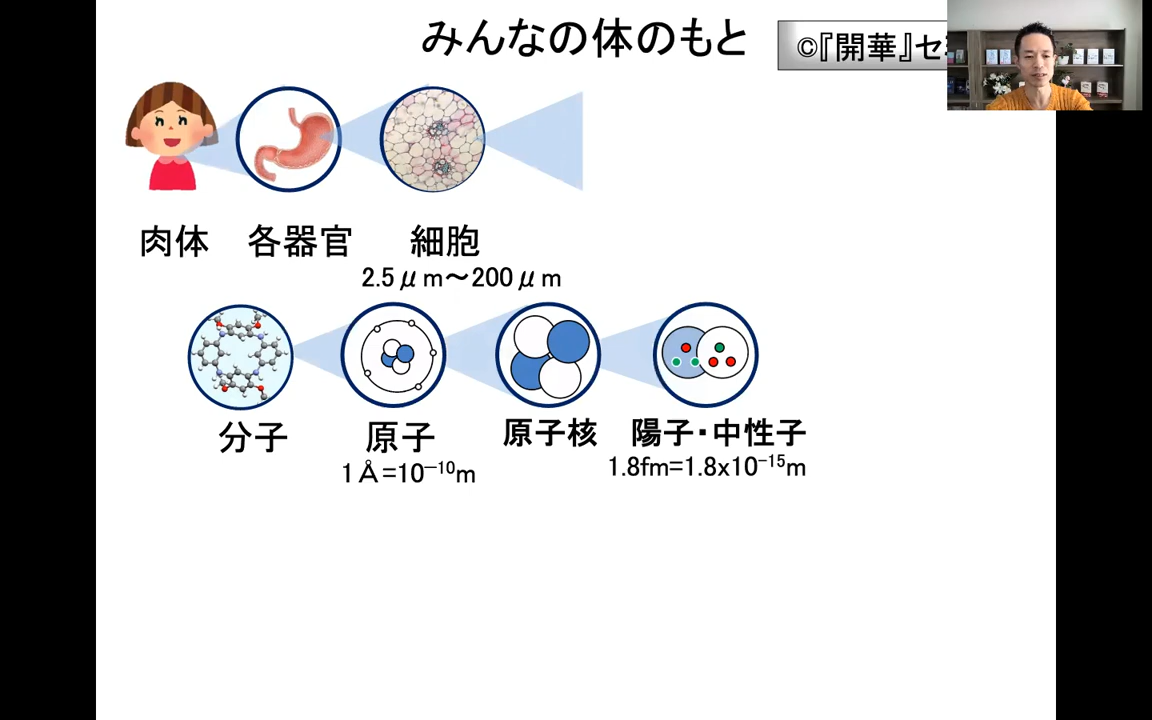 みんなの体のもと
©『開華』セ
肉体
各器官
細胞
2.5μm～200μm
分子
原子
原子核
陽子・中性子
1Å=10⁻¹⁰m
1.8fm=1.8x10⁻¹⁵m